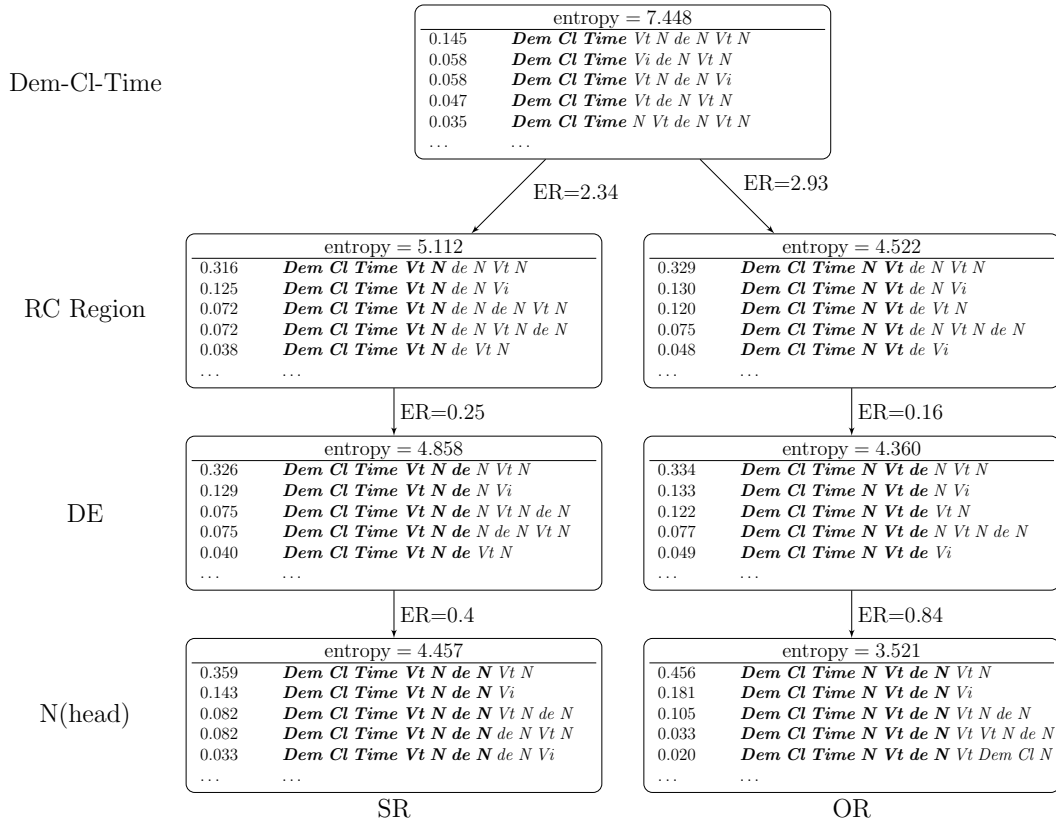 entropy = 7.448
Dem-Cl-Time
0.145 Dem Cl Time Vt N de N Vt N
0.058 Dem Cl Time Vi de N Vt N
0.058 Dem Cl Time Vt N de N Vi
0.047 Dem Cl Time Vt de N Vt N
0.035 Dem Cl Time N Vt de N Vt N
... ...
ER=2.34
ER=2.93
RC Region
entropy = 5.112
0.316 Dem Cl Time Vt N de N Vt N
0.125 Dem Cl Time Vt N de N Vi
0.072 Dem Cl Time Vt N de N de N Vt N
0.072 Dem Cl Time Vt N de N Vt N de N
0.038 Dem Cl Time Vt N de Vt N
... ...
entropy = 4.522
0.329 Dem Cl Time N Vt de N Vt N
0.130 Dem Cl Time N Vt de N Vi
0.120 Dem Cl Time N Vt de Vt N
0.075 Dem Cl Time N Vt de N Vt N de N
0.048 Dem Cl Time N Vt de Vi
... ...
ER=0.25
ER=0.16
DE
entropy = 4.858
0.326 Dem Cl Time Vt N de N Vt N
0.129 Dem Cl Time Vt N de N Vi
0.075 Dem Cl Time Vt N de N Vt N de N
0.075 Dem Cl Time Vt N de N de N Vt N
0.040 Dem Cl Time Vt N de Vt N
... ...
entropy = 4.360
0.334 Dem Cl Time N Vt de N Vt N
0.133 Dem Cl Time N Vt de N Vi
0.122 Dem Cl Time N Vt de Vt N
0.077 Dem Cl Time N Vt de N Vt N de N
0.049 Dem Cl Time N Vt de Vi
... ...
ER=0.4
ER=0.84
N(head)
entropy = 4.457
0.359 Dem Cl Time Vt N de N Vt N
0.143 Dem Cl Time Vt N de N Vi
0.082 Dem Cl Time Vt N de N Vt N de N
0.082 Dem Cl Time Vt N de N de N Vt N
0.033 Dem Cl Time Vt N de N de N Vi
... ...
entropy = 3.521
0.456 Dem Cl Time N Vt de N Vt N
0.181 Dem Cl Time N Vt de N Vi
0.105 Dem Cl Time N Vt de N Vt N de N
0.033 Dem Cl Time N Vt de N Vt Vt N de N
0.020 Dem Cl Time N Vt de N Vt Dem Cl N
... ...
SR
OR